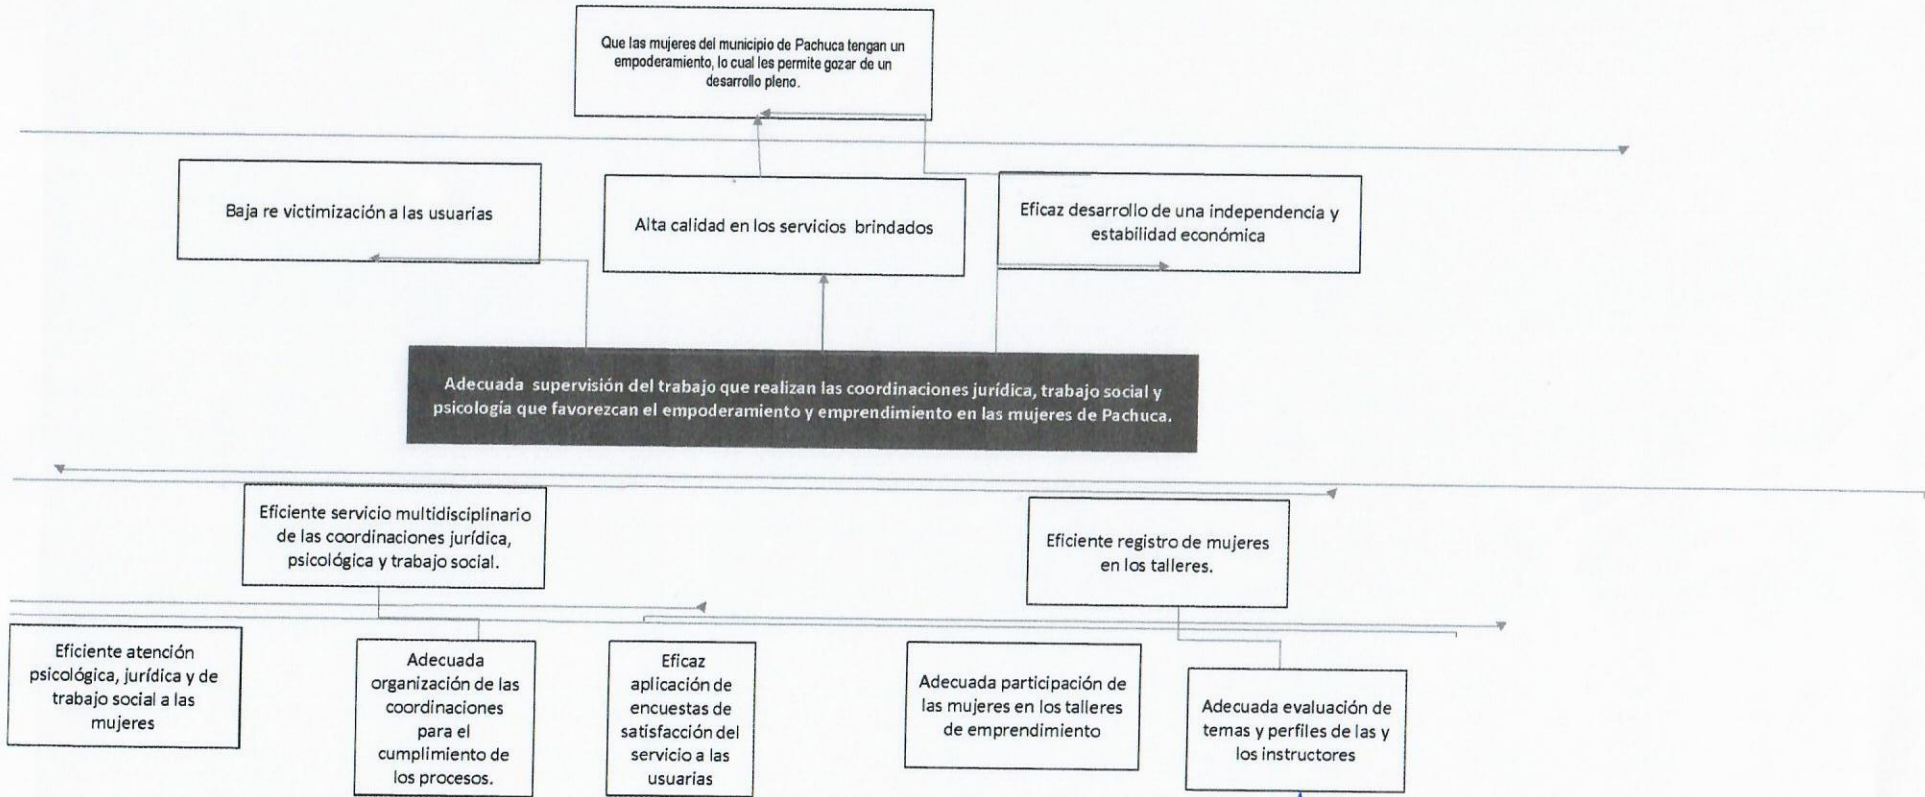 Que las mujeres del municipio de Pachuca tengan un
empoderamiento, lo cual les permite gozar de un
desarrollo pleno.
Baja re victimización a las usuarias
Alta calidad en los servicios brindados
Eficaz desarrollo de una independencia y
estabilidad económica
Adecuada supervisión del trabajo que realizan las coordinaciones jurídica, trabajo social y
psicología que favorezcan el empoderamiento y emprendimiento en las mujeres de Pachuca.
Eficiente servicio multidisciplinario
de las coordinaciones jurídica,
psicológica y trabajo social.
Eficiente registro de mujeres
en los talleres.
Eficiente atención
psicológica, jurídica y de
trabajo social a las
mujeres
Adecuada
organización de las
coordinaciones
para el
cumplimiento de
los procesos.
Eficaz
aplicación de
encuestas de
satisfacción del
servicio a las
usuarias
Adecuada participación de
las mujeres en los talleres
de emprendimiento
Adecuada evaluación de
temas y perfiles de las y
los instructores